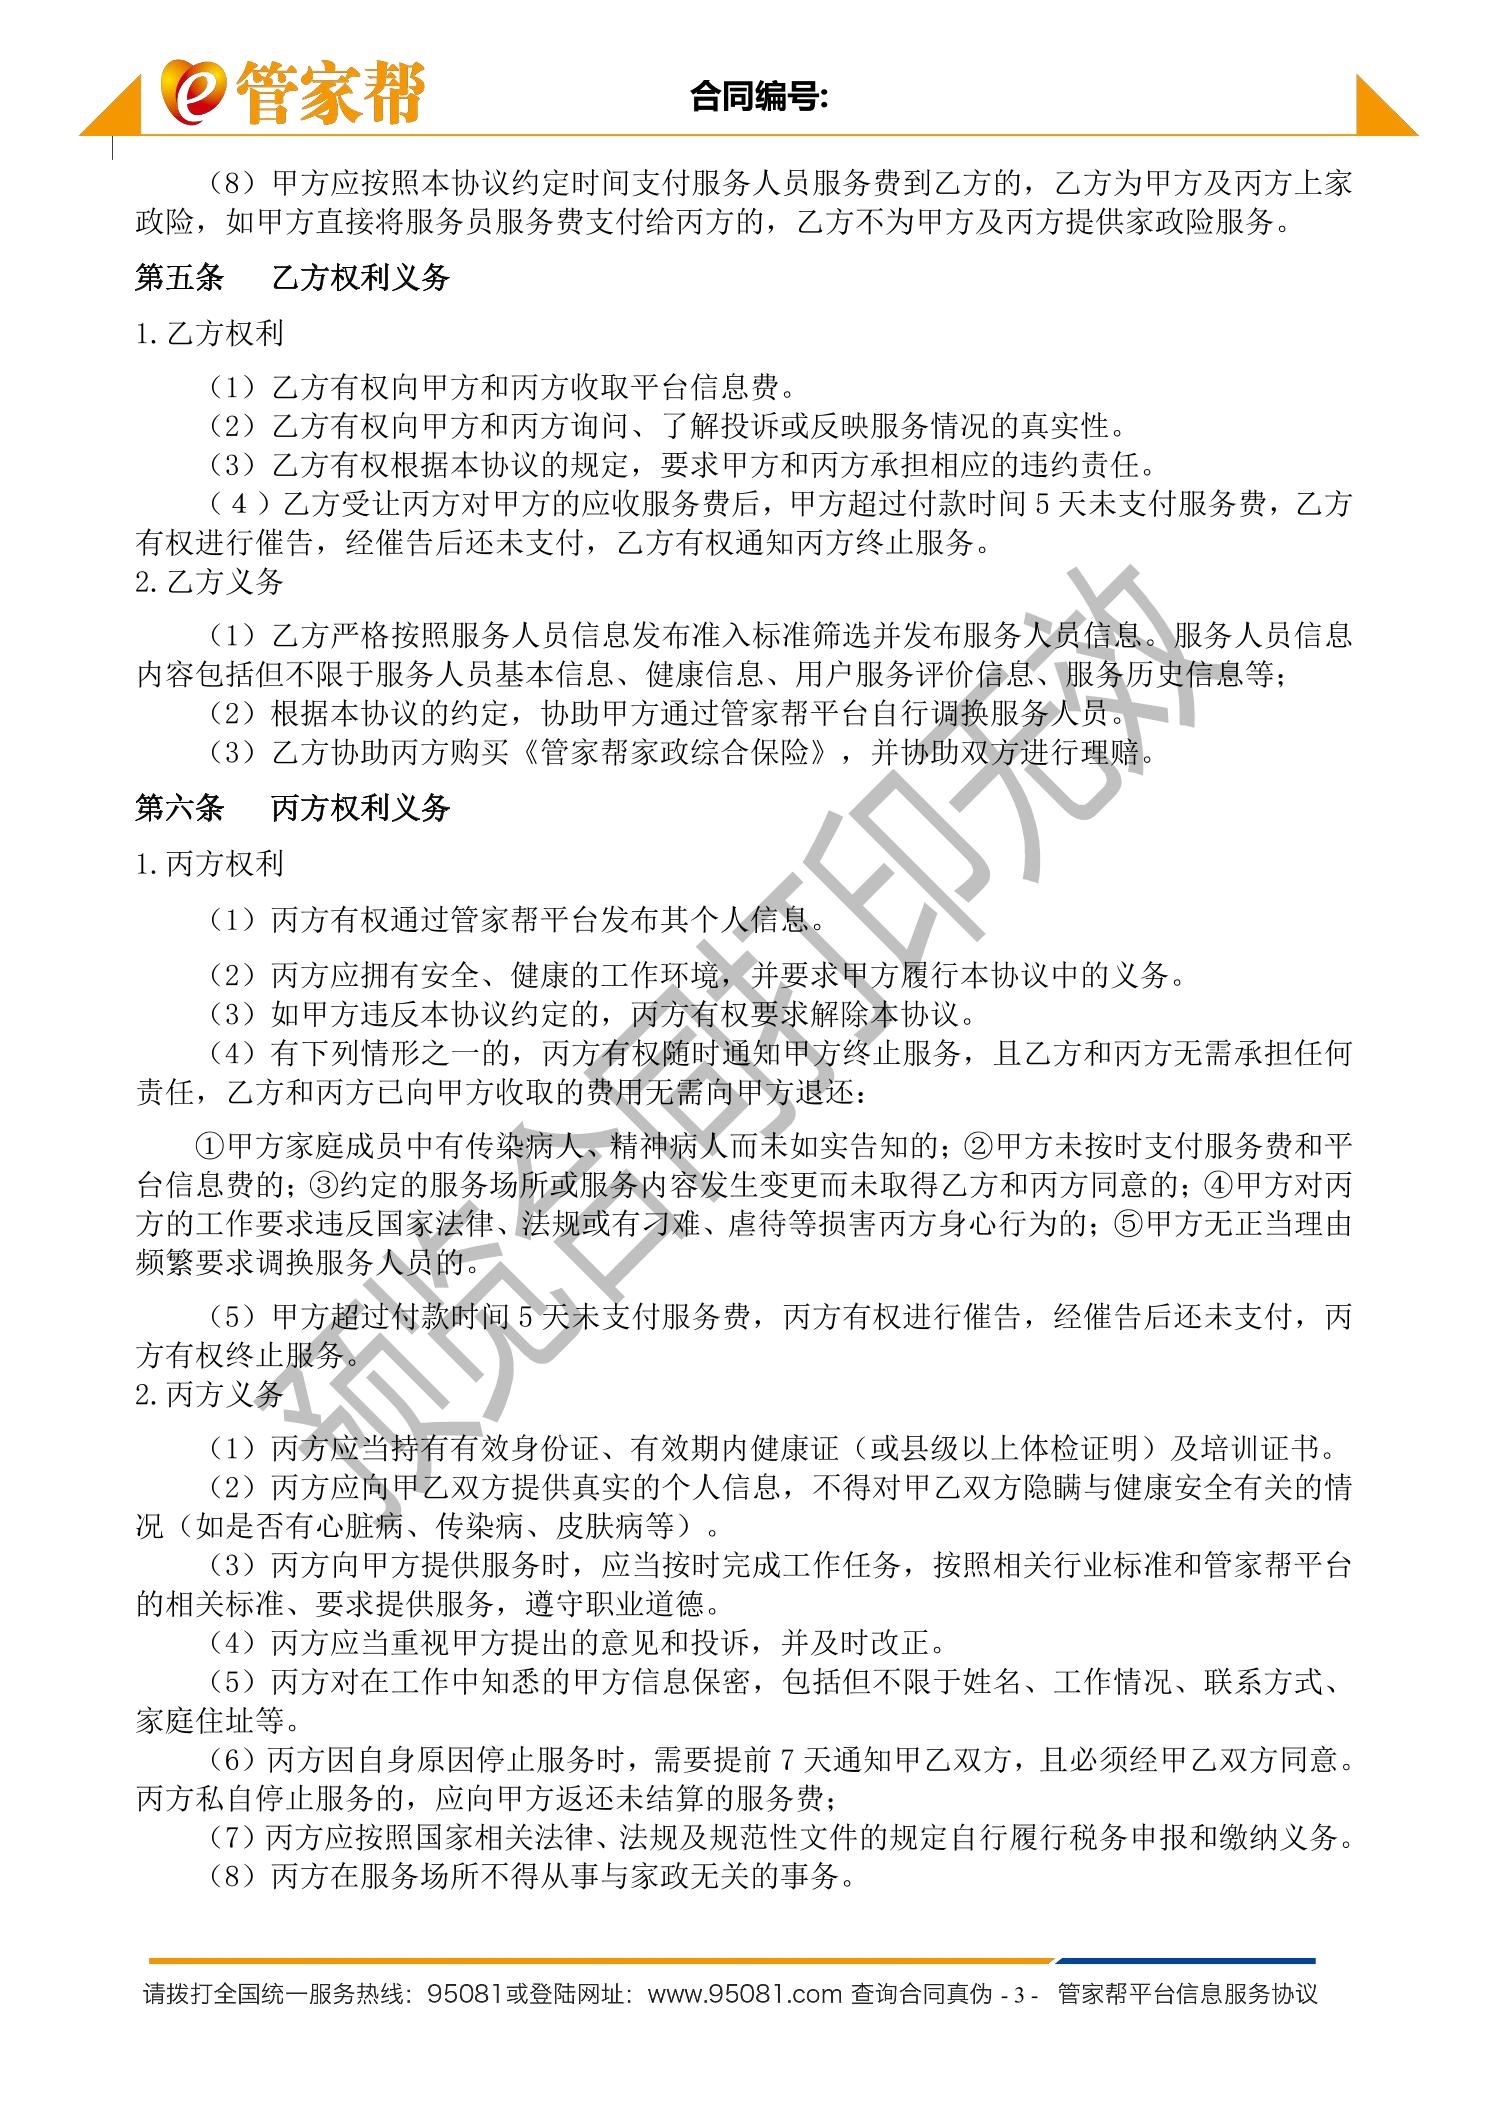 管家帮
合同编号:
（8）甲方应按照本协议约定时间支付服务人员服务费到乙方的，乙方为甲方及丙方上家
政险，如甲方直接将服务员服务费支付给丙方的，乙方不为甲方及丙方提供家政险服务。
第五条 乙方权利义务
1.乙方权利
（1）乙方有权向甲方和丙方收取平台信息费。
（2）乙方有权向甲方和丙方询问、了解投诉或反映服务情况的真实性。
（3）乙方有权根据本协议的规定，要求甲方和丙方承担相应的违约责任。
（４）乙方受让丙方对甲方的应收服务费后，甲方超过付款时间 5 天未支付服务费，乙方
有权进行催告，经催告后还未支付，乙方有权通知丙方终止服务。
2.乙方义务
（1）乙方严格按照服务人员信息发布准入标准筛选并发布服务人员信息。服务人员信息
内容包括但不限于服务人员基本信息、健康信息、用户服务评价信息、服务历史信息等；
（2）根据本协议的约定，协助甲方通过管家帮平台自行调换服务人员。
（3）乙方协助丙方购买《管家帮家政综合保险》，并协助双方进行理赔。
第六条 丙方权利义务
1.丙方权利
（1）丙方有权通过管家帮平台发布其个人信息。
（2）丙方应拥有安全、健康的工作环境，并要求甲方履行本协议中的义务。
（3）如甲方违反本协议约定的，丙方有权要求解除本协议。
（4）有下列情形之一的，丙方有权随时通知甲方终止服务，且乙方和丙方无需承担任何
责任，乙方和丙方已向甲方收取的费用无需向甲方退还：
①甲方家庭成员中有传染病人、精神病人而未如实告知的；②甲方未按时支付服务费和平
台信息费的；③约定的服务场所或服务内容发生变更而未取得乙方和丙方同意的；④甲方对丙
方的工作要求违反国家法律、法规或有刁难、虐待等损害丙方身心行为的；⑤甲方无正当理由
频繁要求调换服务人员的。
（5）甲方超过付款时间 5 天未支付服务费，丙方有权进行催告，经催告后还未支付，丙
方有权终止服务。
2.丙方义务
（1）丙方应当持有有效身份证、有效期内健康证（或县级以上体检证明）及培训证书。
（2）丙方应向甲乙双方提供真实的个人信息，不得对甲乙双方隐瞒与健康安全有关的情
况（如是否有心脏病、传染病、皮肤病等）。
（3）丙方向甲方提供服务时，应当按时完成工作任务，按照相关行业标准和管家帮平台
的相关标准、要求提供服务，遵守职业道德。
（4）丙方应当重视甲方提出的意见和投诉，并及时改正。
（5）丙方对在工作中知悉的甲方信息保密，包括但不限于姓名、工作情况、联系方式、
家庭住址等。
（6）丙方因自身原因停止服务时，需要提前 7 天通知甲乙双方，且必须经甲乙双方同意。
丙方私自停止服务的，应向甲方返还未结算的服务费；
（7）丙方应按照国家相关法律、法规及规范性文件的规定自行履行税务申报和缴纳义务。
（8）丙方在服务场所不得从事与家政无关的事务。
预览合同打印无效
请拨打全国统一服务热线：95081或登陆网址：www.95081.com 查询合同真伪 - 3 - 管家帮平台信息服务协议